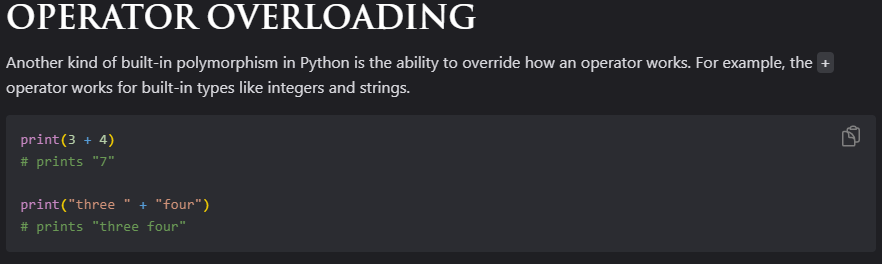 OPERATOR OVERLOADING
Another kind of built-in polymorphism in Python is the ability to override how an operator works. For example, the +
operator works for built-in types like integers and strings.
print(3 + 4)
# prints "7"
print("three " + "four")
# prints "three four"